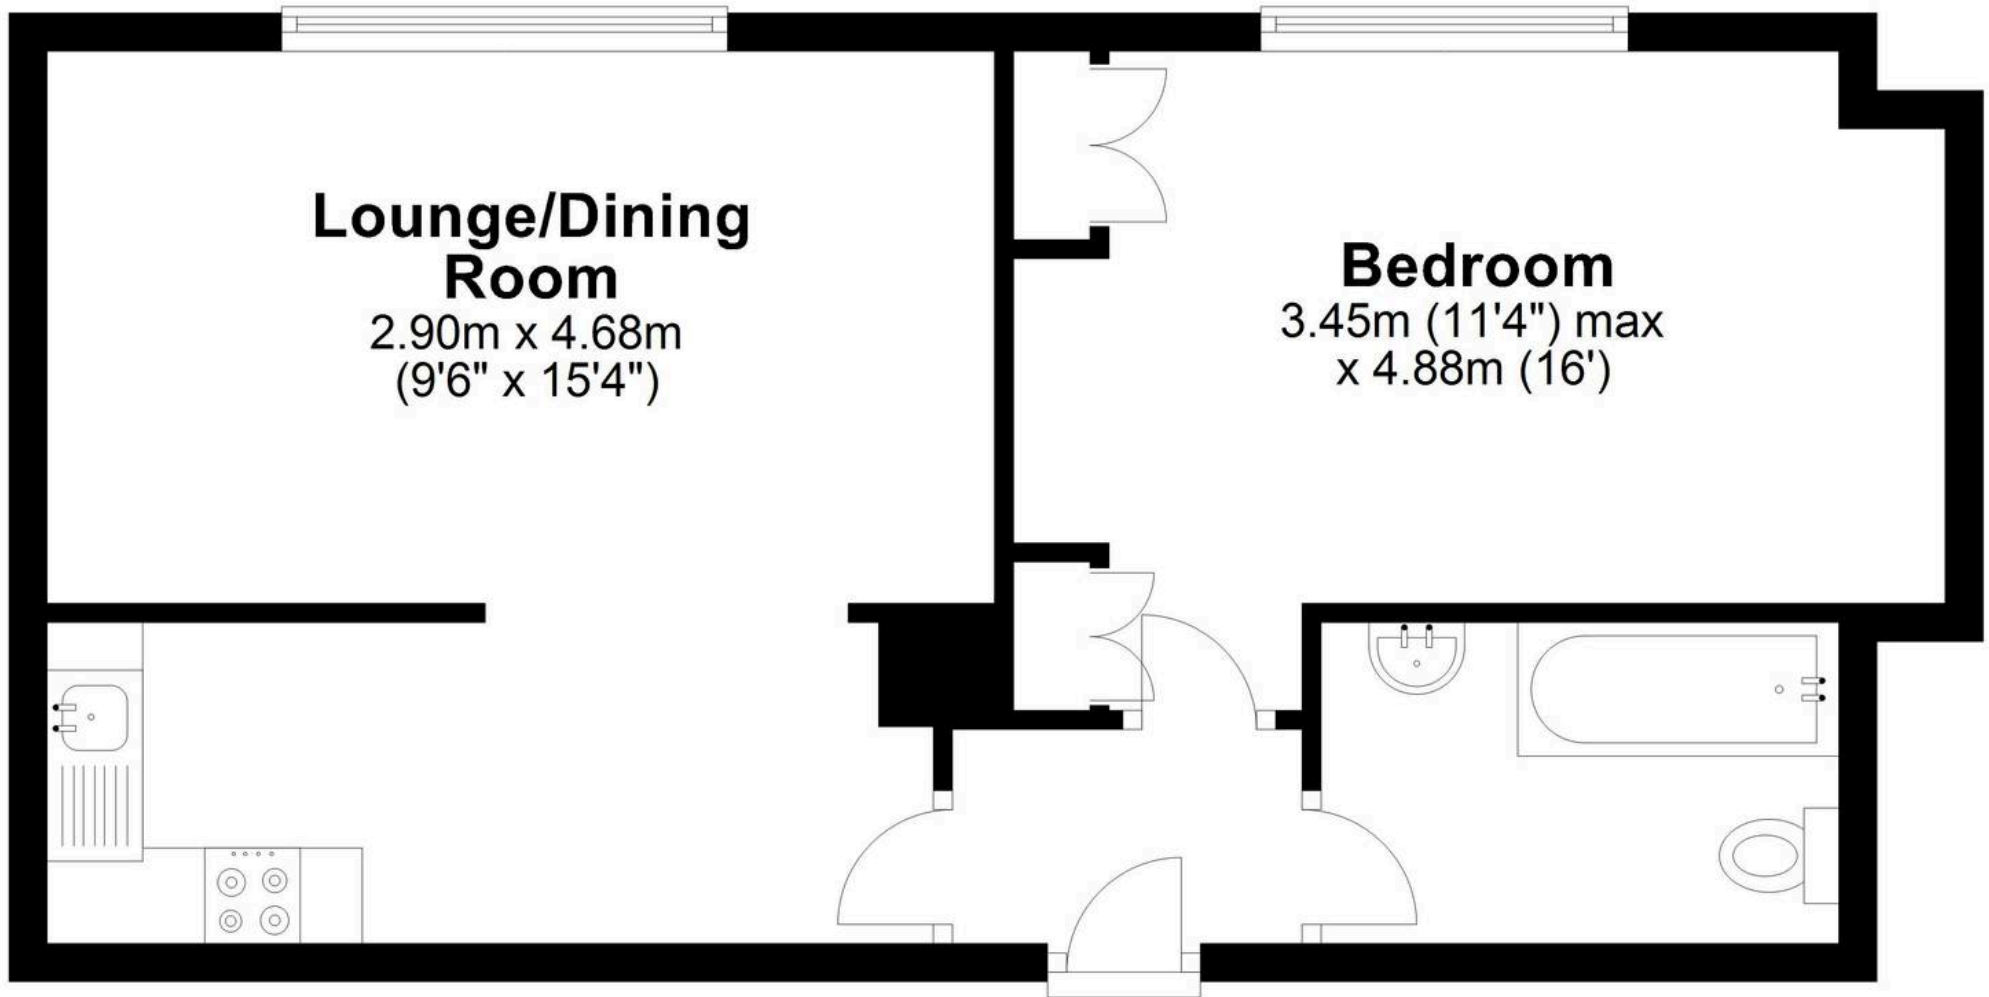 Lounge/Dining
Room
2.90m x 4.68m
(9'6" x 15'4")
Bedroom
3.45m (11'4") max
x 4.88m (16')